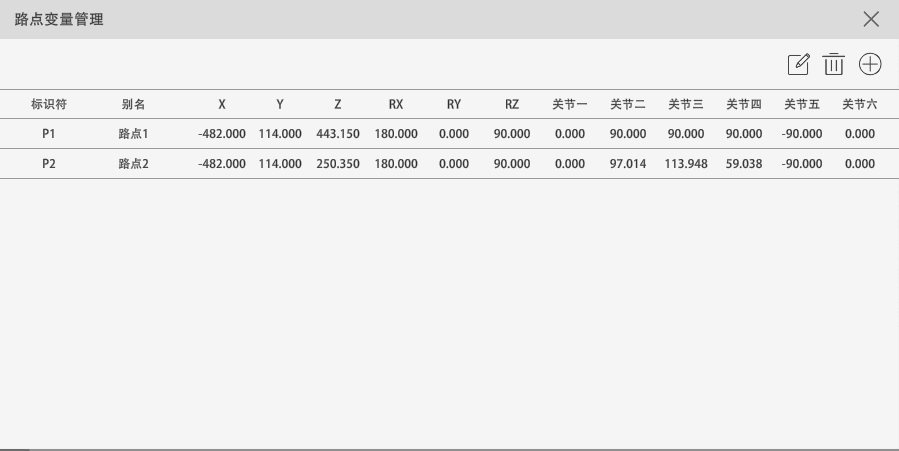 路点变量管理
标识符 别名 X Y Z RX RY RZ 关节一 关节二 关节三 关节四 关节五 关节六
P1 路点1 -482.000 114.000 443.150 180.000 0.000 90.000 0.000 90.000 90.000 90.000 -90.000 0.000
P2 路点2 -482.000 114.000 250.350 180.000 0.000 90.000 0.000 97.014 113.948 59.038 -90.000 0.000